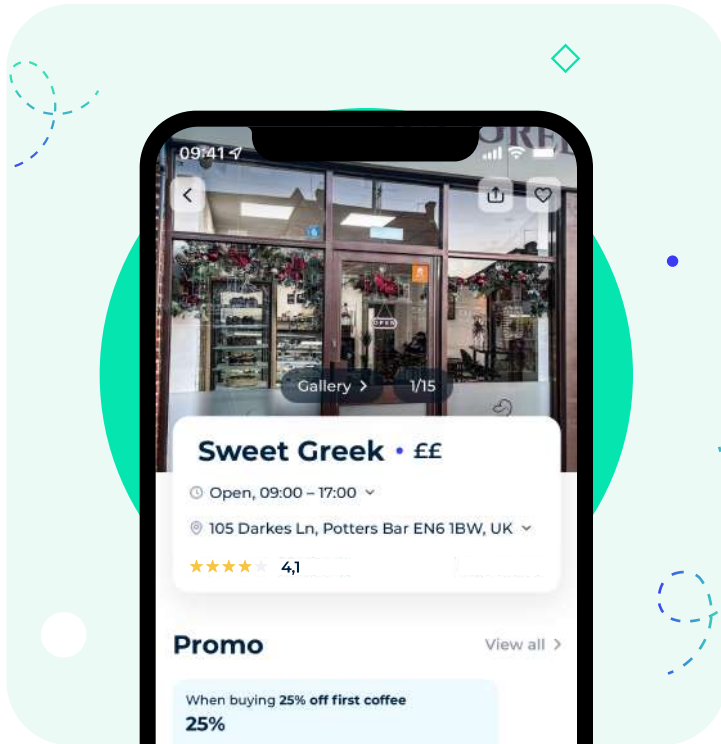 09:41
OPEN
Gallery
1/15
Sweet Greek • ££
Open, 09:00 – 17:00
105 Darkes Ln, Potters Bar EN6 1BW, UK
4,1
Promo
View all
When buying 25% off first coffee
25%